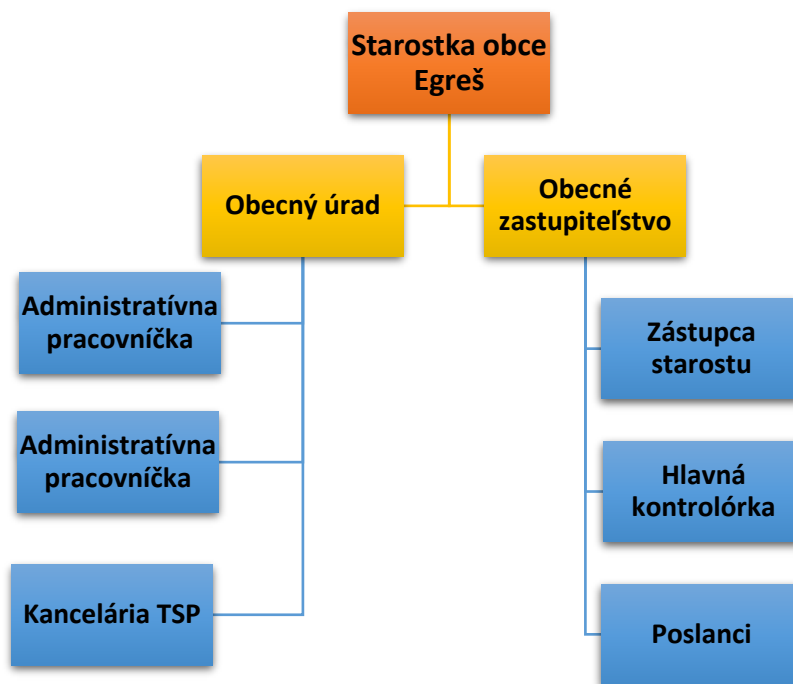 Starostka obce
Egreš
Obecný úrad
Obecné
zastupiteľstvo
Administratívna
pracovníčka
Administratívna
pracovníčka
Kancelária TSP
Zástupca
starostu
Hlavná
kontrolórka
Poslanci